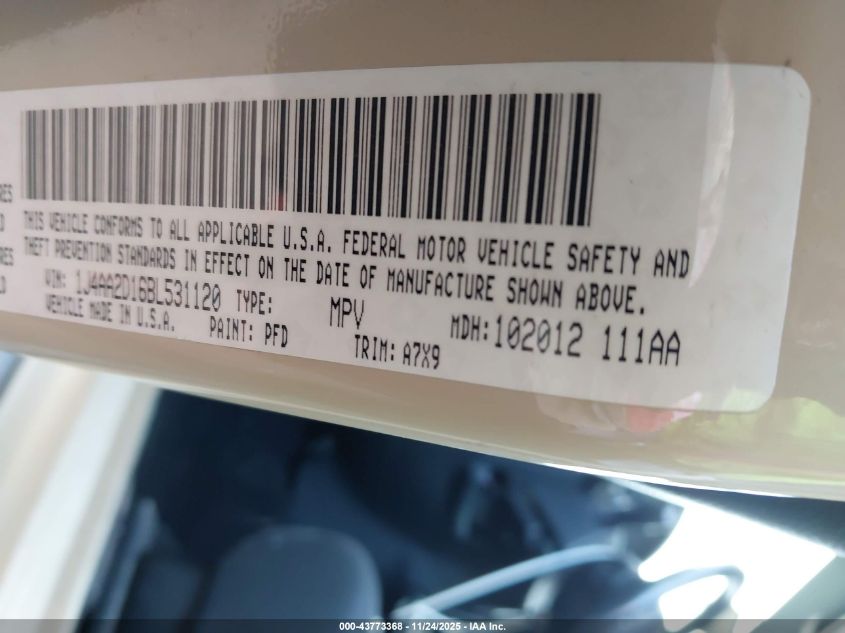 RES
D
RES
D
THIS VEHICLE CONFORMS TO ALL APPLICABLE U.S.A. FEDERAL MOTOR VEHICLE SAFETY AND
THEFT PREVENTION STANDARDS IN EFFECT ON THE DATE OF MANUFACTURE SHOWN ABOVE.
VIN: 1J4AA2D16BL531120 TYPE: MPV MDH: 102012 111AA
VEHICLE MADE IN U.S.A. PAINT: PFD TRIM: A7X9
000-43773368 - 11/24/2025 - IAA Inc.